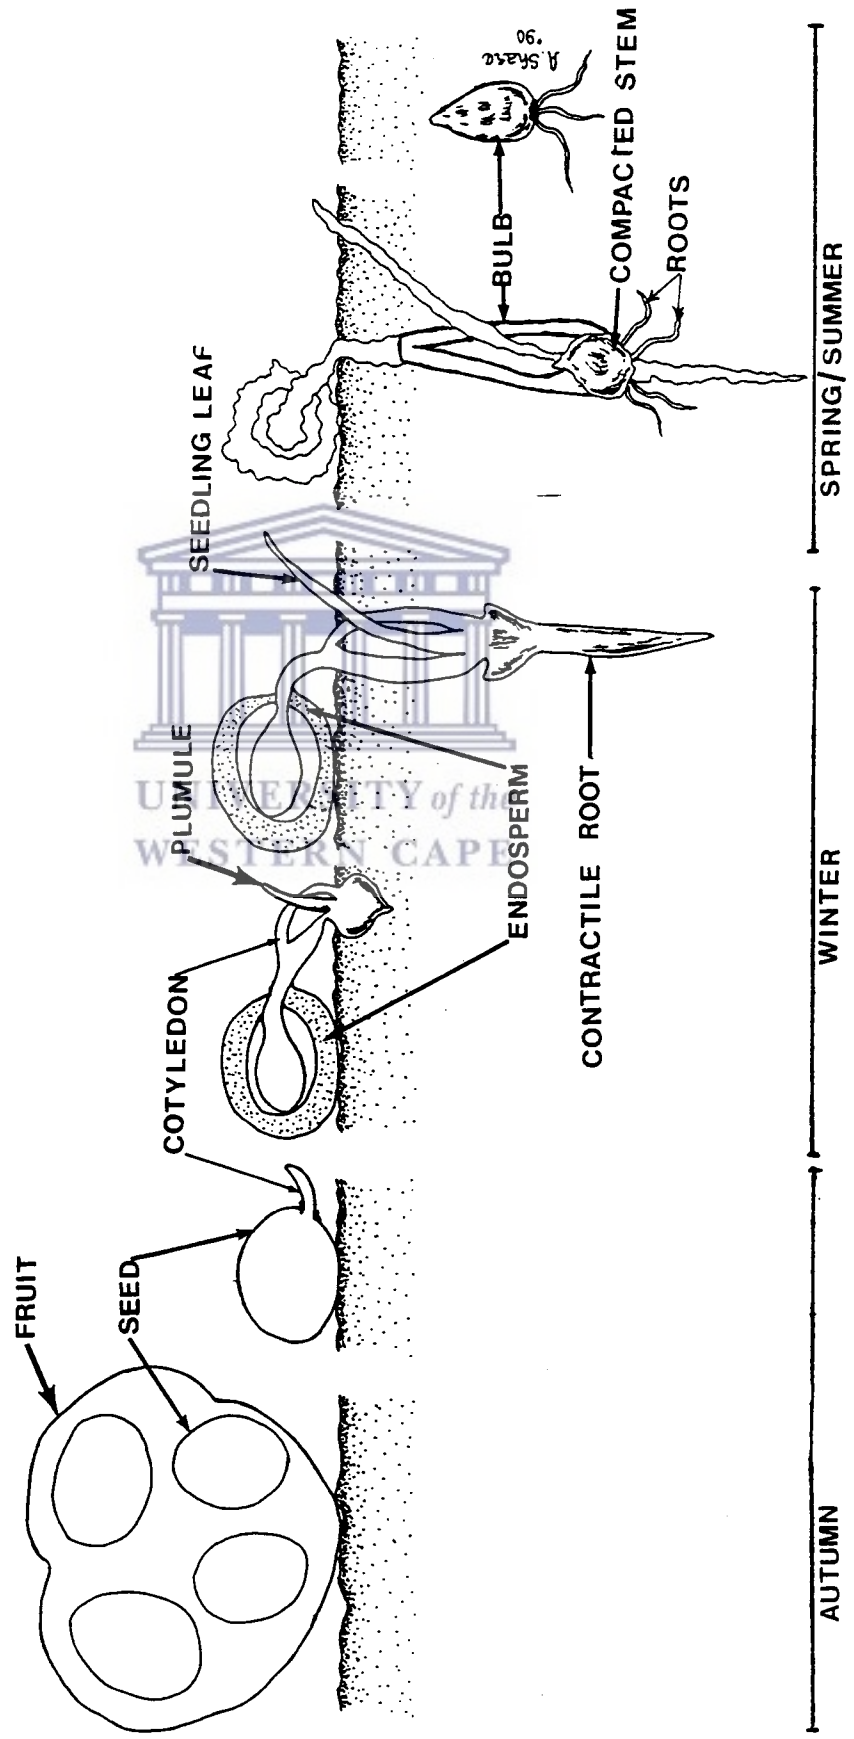 FRUIT
SEED
COTYLEDON
PLUMULE
SEEDLING LEAF
ENDOSPERM
CONTRACTILE ROOT
BULB
COMPACTED STEM
ROOTS
A. Share
'90
UNIVERSITY of the
WESTERN CAPE
AUTUMN
WINTER
SPRING/SUMMER